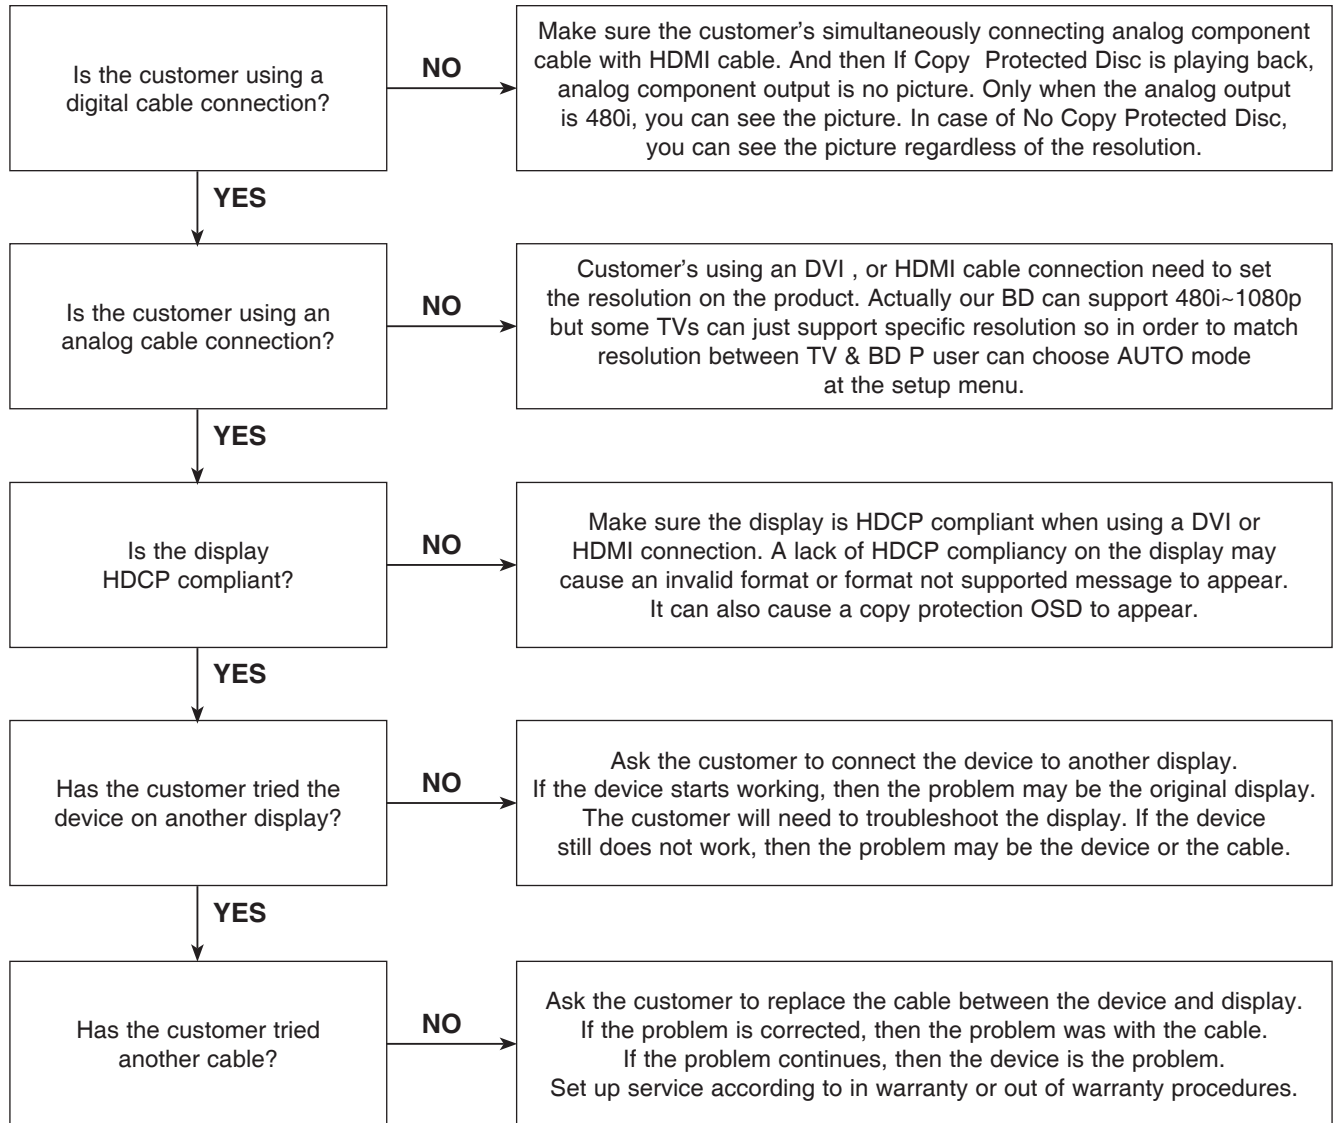 Is the customer using a
digital cable connection?
NO
Make sure the customer's simultaneously connecting analog component
cable with HDMI cable. And then If Copy  Protected Disc is playing back,
analog component output is no picture. Only when the analog output
is 480i, you can see the picture. In case of No Copy Protected Disc,
you can see the picture regardless of the resolution.
YES
Is the customer using an
analog cable connection?
NO
Customer's using an DVI , or HDMI cable connection need to set
the resolution on the product. Actually our BD can support 480i~1080p
but some TVs can just support specific resolution so in order to match
resolution between TV & BD P user can choose AUTO mode
at the setup menu.
YES
Is the display
HDCP compliant?
NO
Make sure the display is HDCP compliant when using a DVI or
HDMI connection. A lack of HDCP compliancy on the display may
cause an invalid format or format not supported message to appear.
It can also cause a copy protection OSD to appear.
YES
Has the customer tried the
device on another display?
NO
Ask the customer to connect the device to another display.
If the device starts working, then the problem may be the original display.
The customer will need to troubleshoot the display. If the device
still does not work, then the problem may be the device or the cable.
YES
Has the customer tried
another cable?
NO
Ask the customer to replace the cable between the device and display.
If the problem is corrected, then the problem was with the cable.
If the problem continues, then the device is the problem.
Set up service according to in warranty or out of warranty procedures.